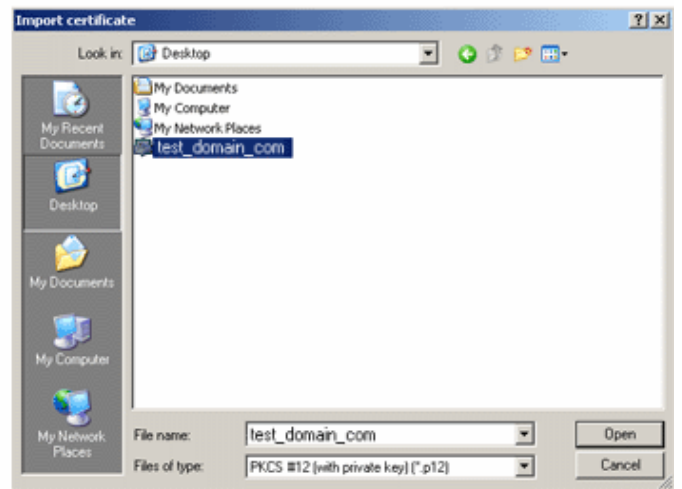 Import certificate
Look in: Desktop
My Documents
My Computer
My Network Places
test_domain_com
My Recent
Documents
Desktop
My Documents
My Computer
My Network
Places
File name: test_domain_com Open
Files of type: PKCS #12 (with private key) (*.p12) Cancel